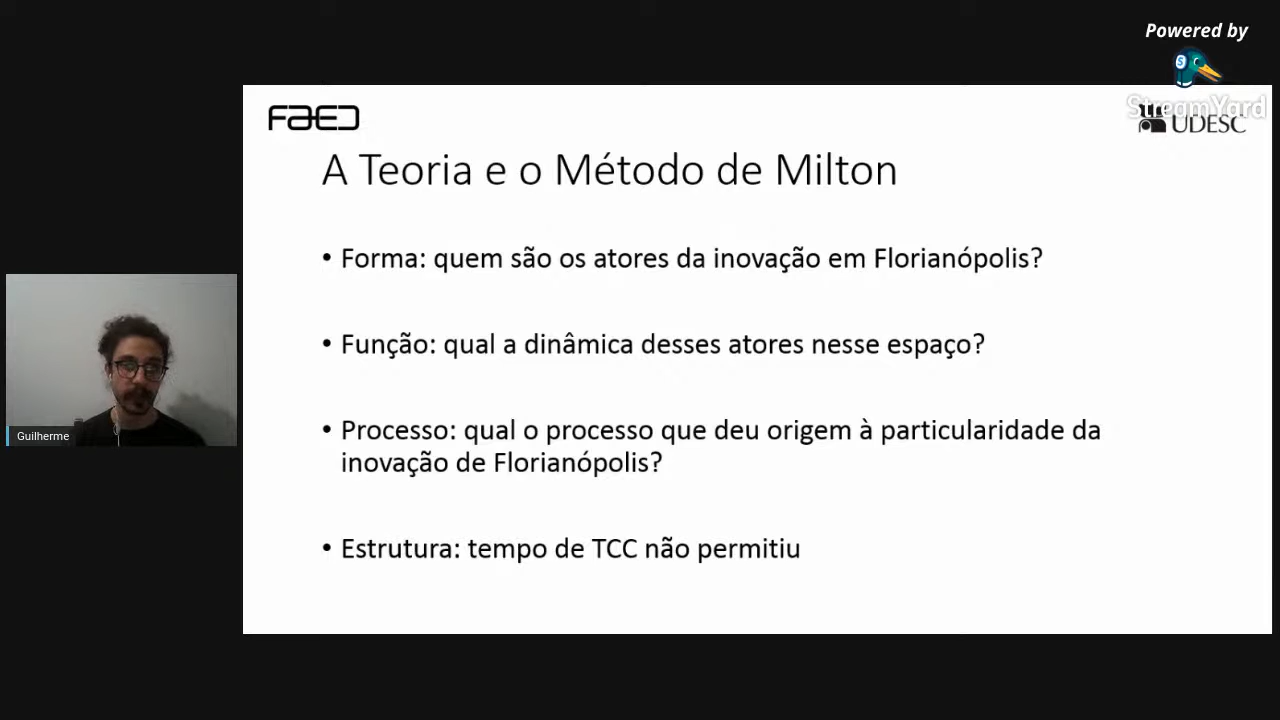 Powered by
StreamYard
FAED
UDESC
A Teoria e o Método de Milton
• Forma: quem são os atores da inovação em Florianópolis?
• Função: qual a dinâmica desses atores nesse espaço?
• Processo: qual o processo que deu origem à particularidade da
inovação de Florianópolis?
• Estrutura: tempo de TCC não permitiu
Guilherme